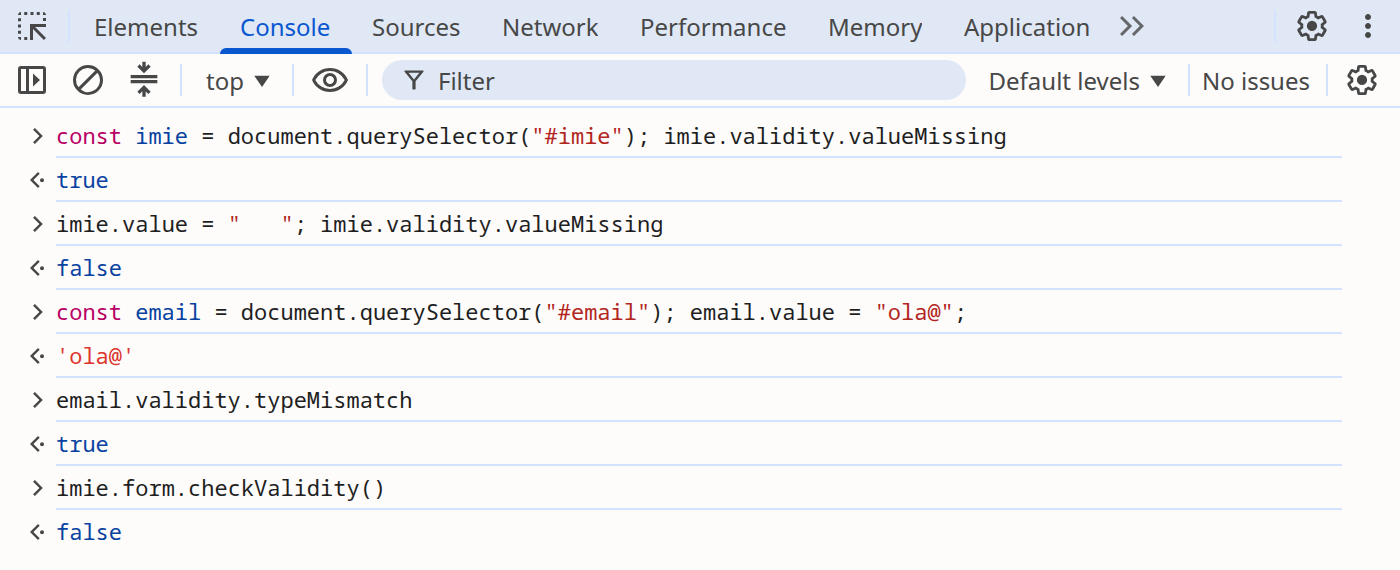 Elements Console Sources Network Performance Memory Application
top Filter Default levels No issues
const imie = document.querySelector("#imie"); imie.validity.valueMissing
true
imie.value = "   "; imie.validity.valueMissing
false
const email = document.querySelector("#email"); email.value = "ola@";
'ola@'
email.validity.typeMismatch
true
imie.form.checkValidity()
false